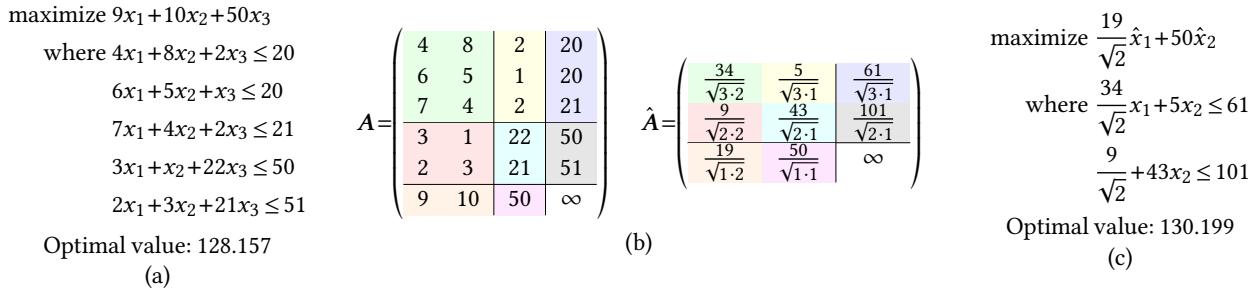 maximize 9x₁+10x₂+50x₃
where 4x₁+8x₂+2x₃ ≤ 20
6x₁+5x₂+x₃ ≤ 20
7x₁+4x₂+2x₃ ≤ 21
3x₁+x₂+22x₃ ≤ 50
2x₁+3x₂+21x₃ ≤ 51
Optimal value: 128.157
(a)
A=
4 8 2 20
6 5 1 20
7 4 2 21
3 1 22 50
2 3 21 51
9 10 50 ∞
Â=
34/√3·2 5/√3·1 61/√3·1
9/√2·2 43/√2·1 101/√2·1
19/√1·2 50/√1·1 ∞
(b)
maximize 19/√2 x̂₁+50x̂₂
where 34/√2 x₁+5x₂ ≤ 61
9/√2 +43x₂ ≤ 101
Optimal value: 130.199
(c)